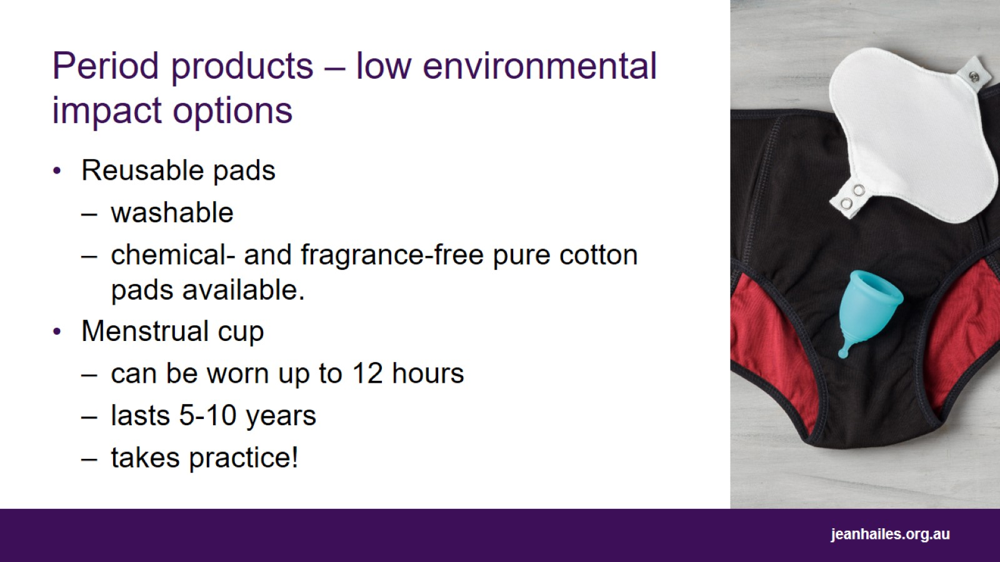 Period products – low environmental
impact options
• Reusable pads
– washable
– chemical- and fragrance-free pure cotton
pads available.
• Menstrual cup
– can be worn up to 12 hours
– lasts 5-10 years
– takes practice!
jeanhailes.org.au